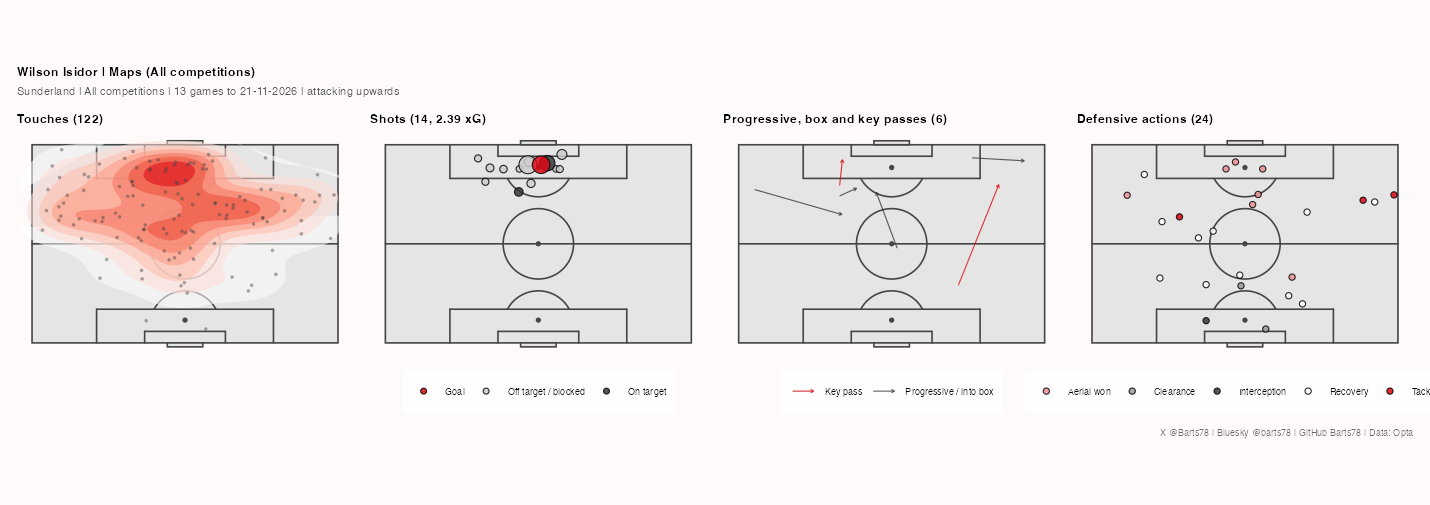 Wilson Isidor | Maps (All competitions)
Sunderland | All competitions | 13 games to 21-11-2026 | attacking upwards
Touches (122)
Shots (14, 2.39 xG)
Progressive, box and key passes (6)
Defensive actions (24)
Goal
Off target / blocked
On target
Key pass
Progressive / into box
Aerial won
Clearance
Interception
Recovery
Tack
X @Barts78 | Bluesky @barts78 | GitHub Barts78 | Data: Opta